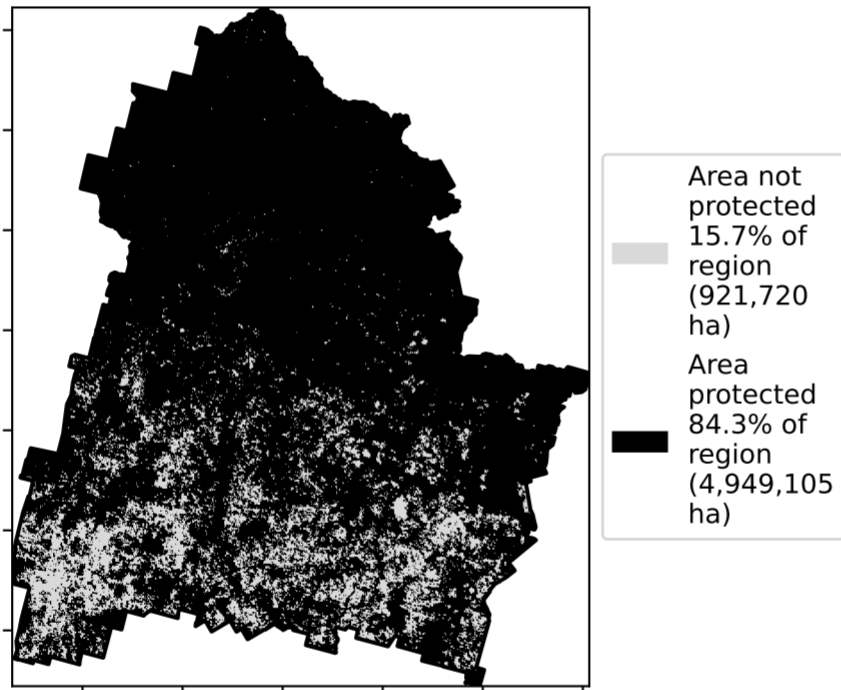 Area not
protected
15.7% of
region
(921,720
ha)
Area
protected
84.3% of
region
(4,949,105
ha)